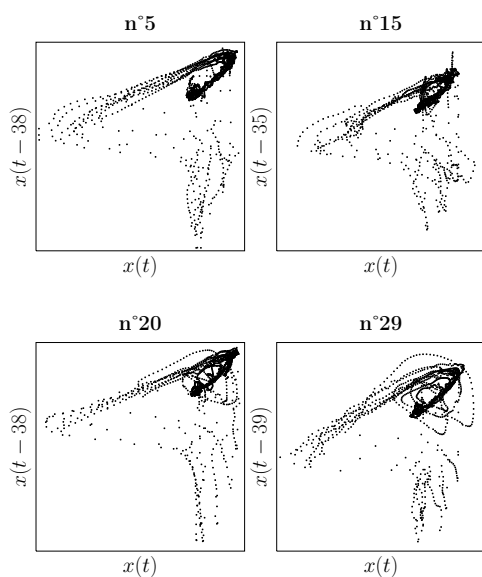 n°5
x(t − 38)
x(t)
n°15
x(t − 35)
x(t)
n°20
x(t − 38)
x(t)
n°29
x(t − 39)
x(t)